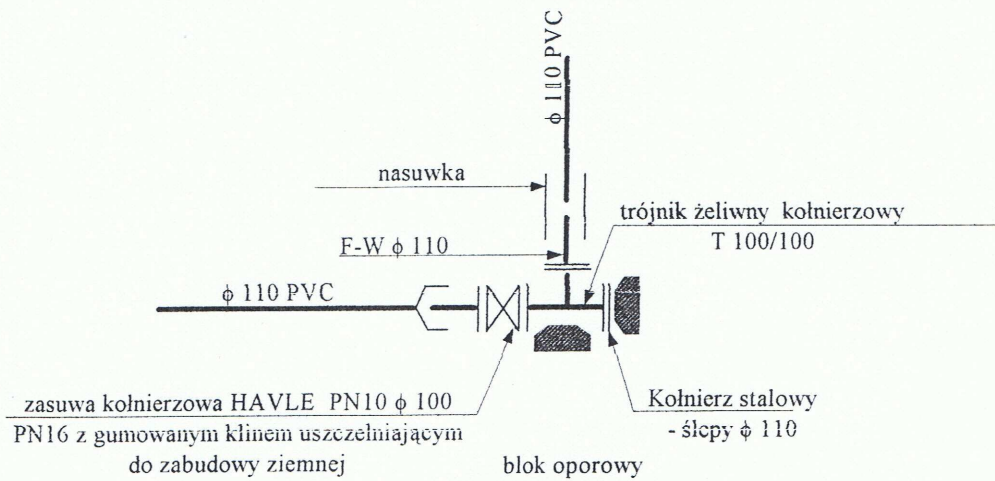 ϕ 110 PVC
nasuwka
trójnik żeliwny kołnierzowy
T 100/100
F-W ϕ 110
ϕ 110 PVC
zasuwa kołnierzowa HAVLE PN10 ϕ 100
PN16 z gumowanym klinem uszczelniającym
do zabudowy ziemnej
Kołnierz stalowy
- ślepy ϕ 110
blok oporowy